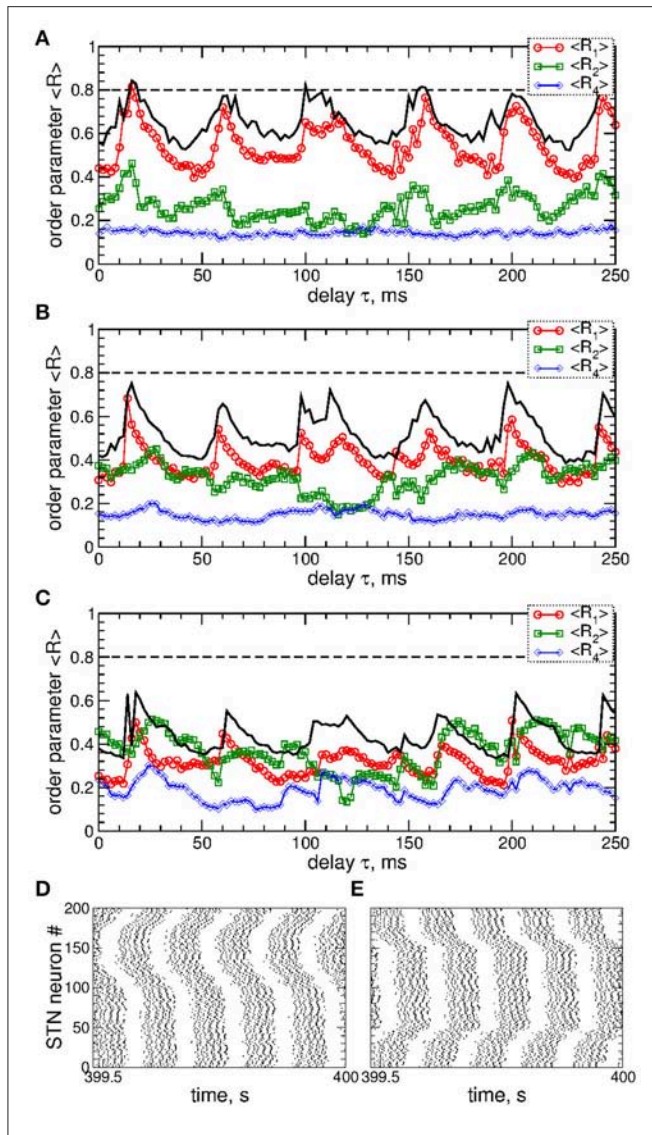 A
<R₁>
<R₂>
<R₄>
order parameter <R>
1
0.8
0.6
0.4
0.2
0
0 50 100 150 200 250
delay τ, ms
B
<R₁>
<R₂>
<R₄>
order parameter <R>
1
0.8
0.6
0.4
0.2
0
0 50 100 150 200 250
delay τ, ms
C
<R₁>
<R₂>
<R₄>
order parameter <R>
1
0.8
0.6
0.4
0.2
0
0 50 100 150 200 250
delay τ, ms
D
STN neuron #
200
150
100
50
0
399.5 400
time, s
E
399.5 400
time, s